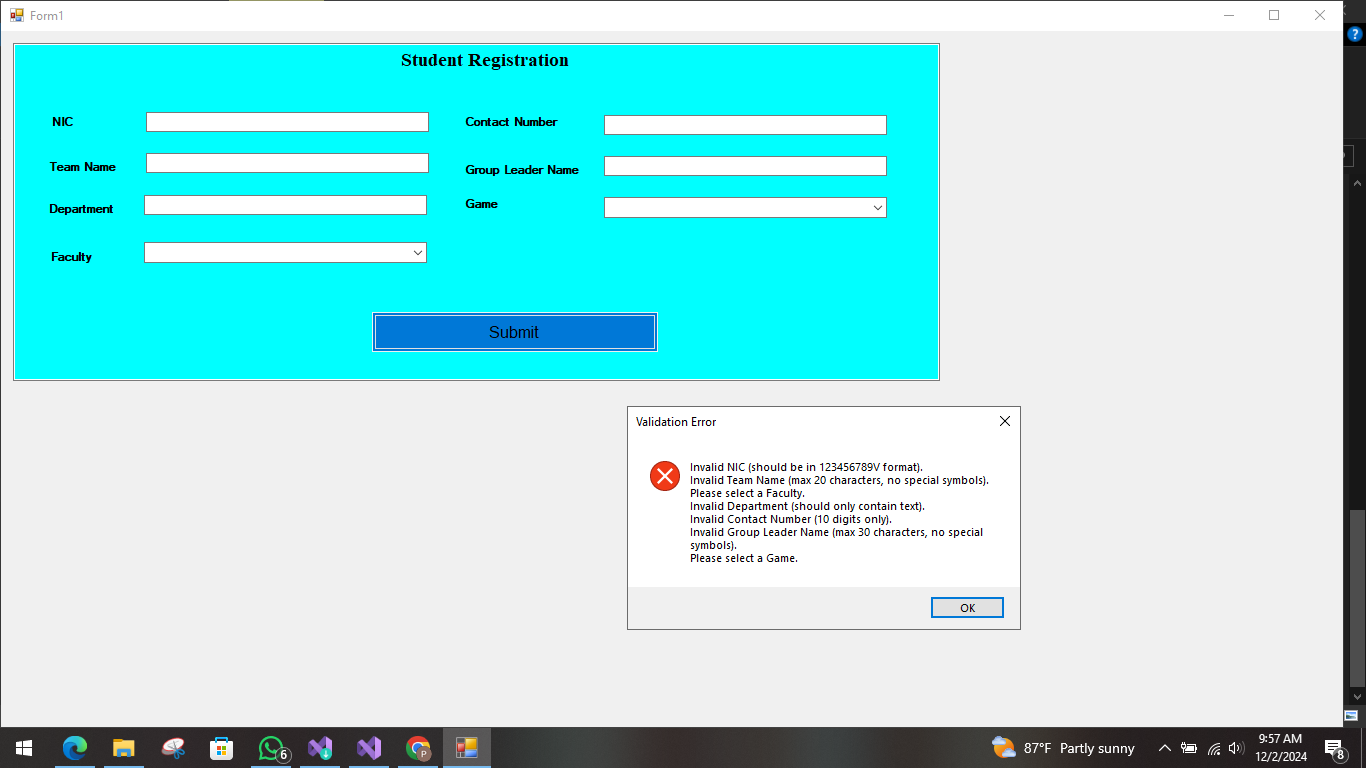 Form1
Student Registration
NIC
Contact Number
Team Name
Group Leader Name
Department
Game
Faculty
Submit
Validation Error
Invalid NIC (should be in 123456789V format).
Invalid Team Name (max 20 characters, no special symbols).
Please select a Faculty.
Invalid Department (should only contain text).
Invalid Contact Number (10 digits only).
Invalid Group Leader Name (max 30 characters, no special
symbols).
Please select a Game.
OK
6
P
87°F Partly sunny
9:57 AM
12/2/2024
8